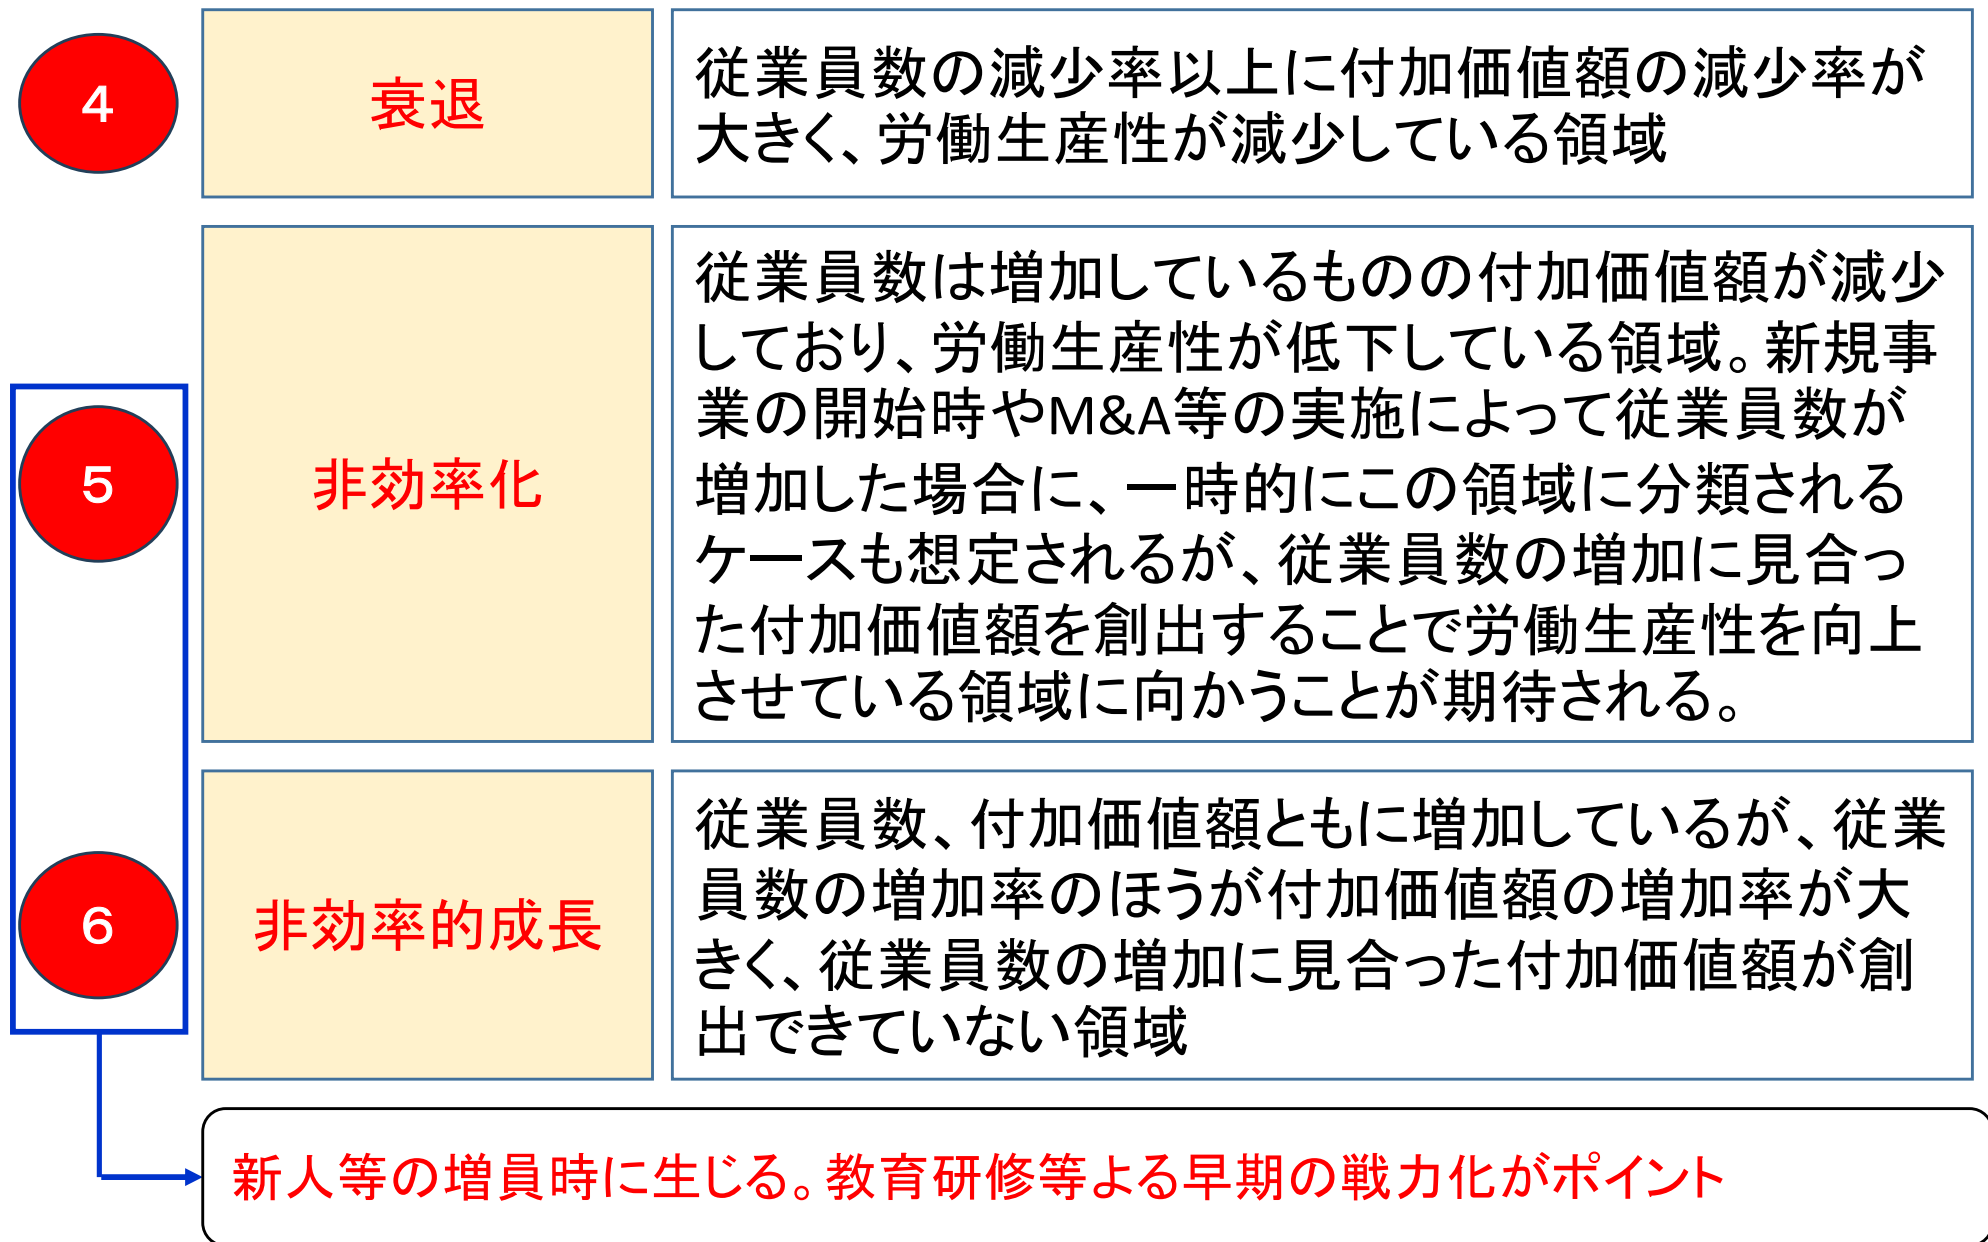 4
衰退
従業員数の減少率以上に付加価値額の減少率が
大きく、労働生産性が減少している領域
5
非効率化
従業員数は増加しているものの付加価値額が減少
しており、労働生産性が低下している領域。新規事
業の開始時やM&A等の実施によって従業員数が
増加した場合に、一時的にこの領域に分類される
ケースも想定されるが、従業員数の増加に見合っ
た付加価値額を創出することで労働生産性を向上
させている領域に向かうことが期待される。
6
非効率的成長
従業員数、付加価値額ともに増加しているが、従業
員数の増加率のほうが付加価値額の増加率が大
きく、従業員数の増加に見合った付加価値額が創
出できていない領域
新人等の増員時に生じる。教育研修等よる早期の戦力化がポイント